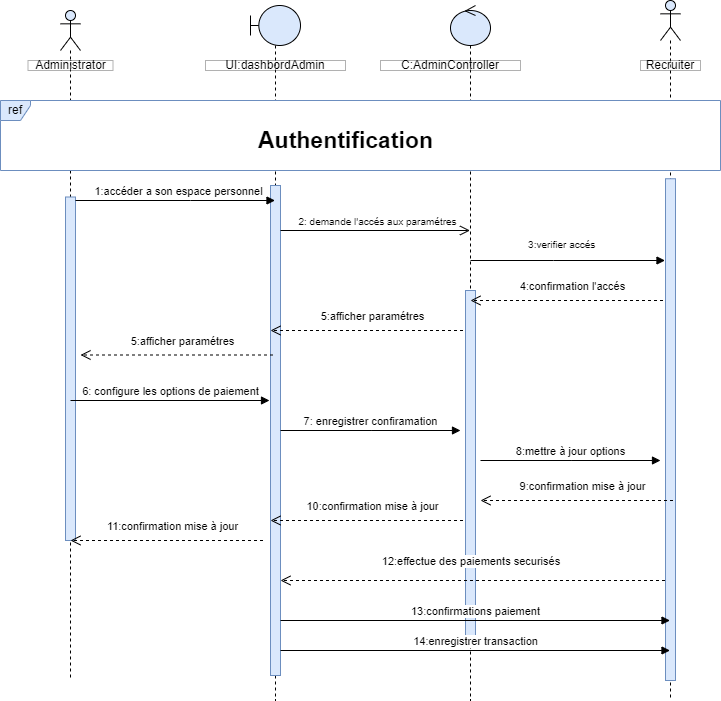 Administrator
UI:dashbordAdmin
C:AdminController
Recruiter
ref
Authentification
1:accéder a son espace personnel
2: demande l'accés aux paramétres
3:verifier accés
4:confirmation l'accés
5:afficher paramétres
5:afficher paramétres
6: configure les options de paiement
7: enregistrer confiramation
8:mettre à jour options
9:confirmation mise à jour
10:confirmation mise à jour
11:confirmation mise à jour
12:effectue des paiements securisés
13:confirmations paiement
14:enregistrer transaction